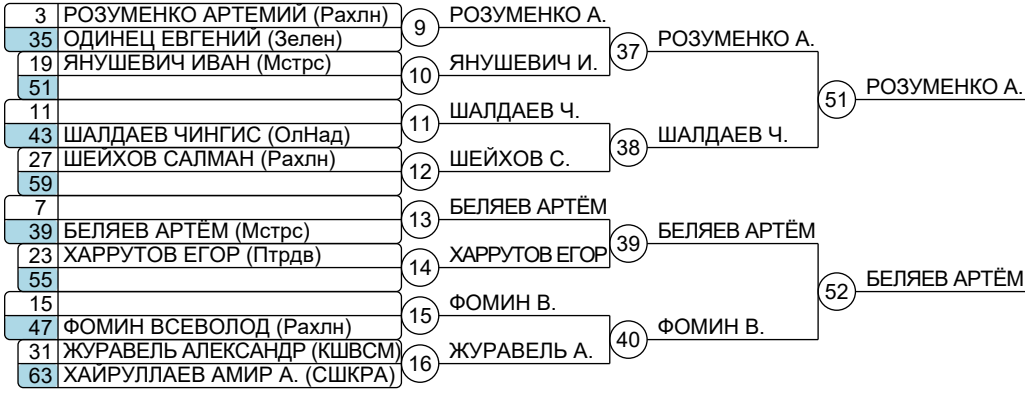 3 РОЗУМЕНКО АРТЕМИЙ (Рахлн) 9 РОЗУМЕНКО А.
35 ОДИНЕЦ ЕВГЕНИЙ (Зелен) 37 РОЗУМЕНКО А.
19 ЯНУШЕВИЧ ИВАН (Мстрс) 10 ЯНУШЕВИЧ И.
51 51 РОЗУМЕНКО А.
11 11 ШАЛДАЕВ Ч.
43 ШАЛДАЕВ ЧИНГИС (ОлНад) 38 ШАЛДАЕВ Ч.
27 ШЕЙХОВ САЛМАН (Рахлн) 12 ШЕЙХОВ С.
59
7 13 БЕЛЯЕВ АРТЁМ
39 БЕЛЯЕВ АРТЁМ (Мстрс) 39 БЕЛЯЕВ АРТЁМ
23 ХАРРУТОВ ЕГОР (Птрдв) 14 ХАРРУТОВ ЕГОР
55 52 БЕЛЯЕВ АРТЁМ
15 15 ФОМИН В.
47 ФОМИН ВСЕВОЛОД (Рахлн) 40 ФОМИН В.
31 ЖУРАВЕЛЬ АЛЕКСАНДР (КШВСМ) 16 ЖУРАВЕЛЬ А.
63 ХАЙРУЛЛАЕВ АМИР А. (СШКРА)